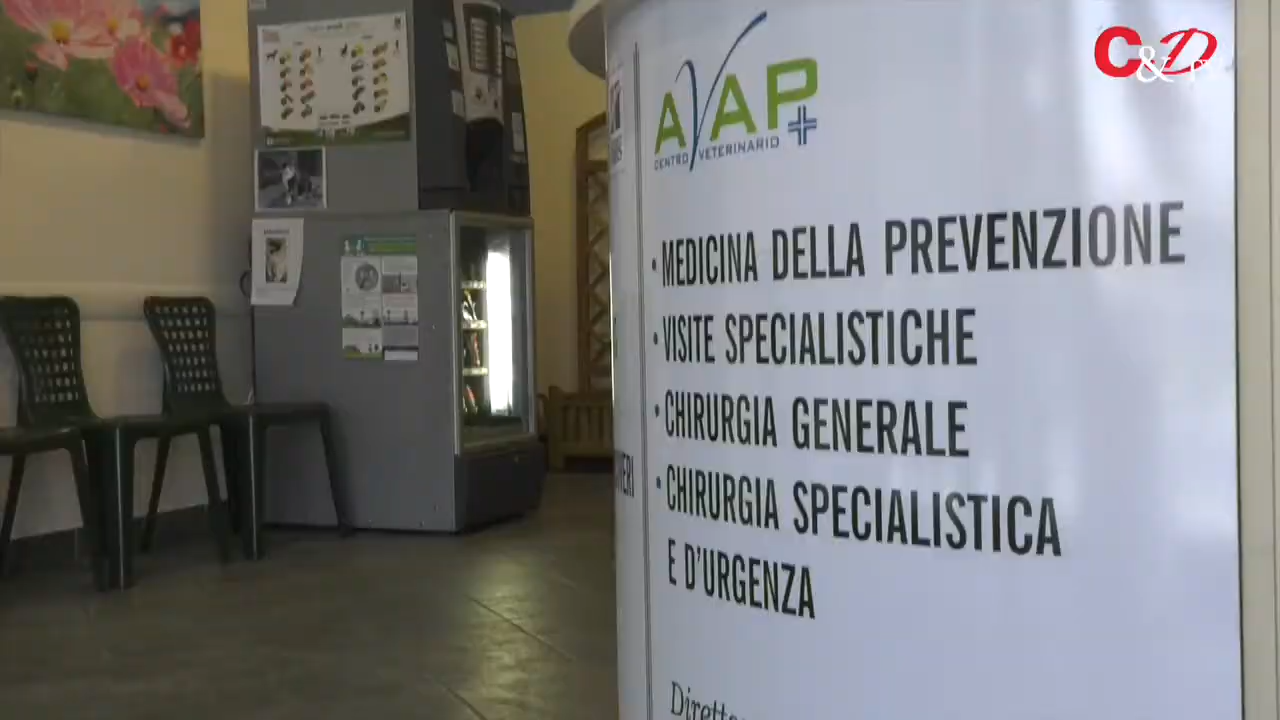 C&D
AVAP
CENTRO VETERINARIO
• MEDICINA DELLA PREVENZIONE
• VISITE SPECIALISTICHE
• CHIRURGIA GENERALE
• CHIRURGIA SPECIALISTICA
E D'URGENZA